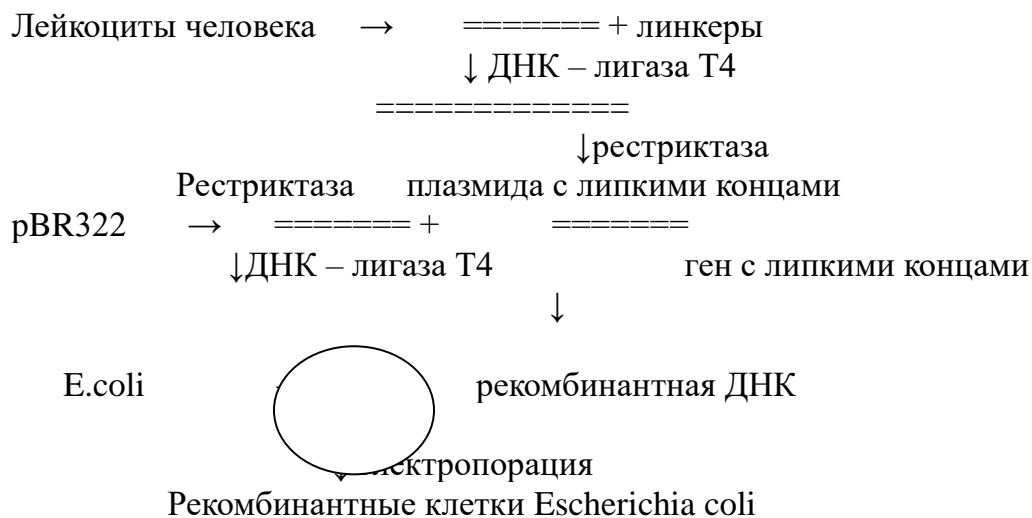 Лейкоциты человека → ======= + линкеры
↓ ДНК – лигаза Т4
=============
↓рестриктаза
Рестриктаза плазмида с липкими концами
pBR322 → ======= + =======
↓ДНК – лигаза Т4 ген с липкими концами
↓
E.coli рекомбинантная ДНК
ектропорация
Рекомбинантные клетки Escherichia coli